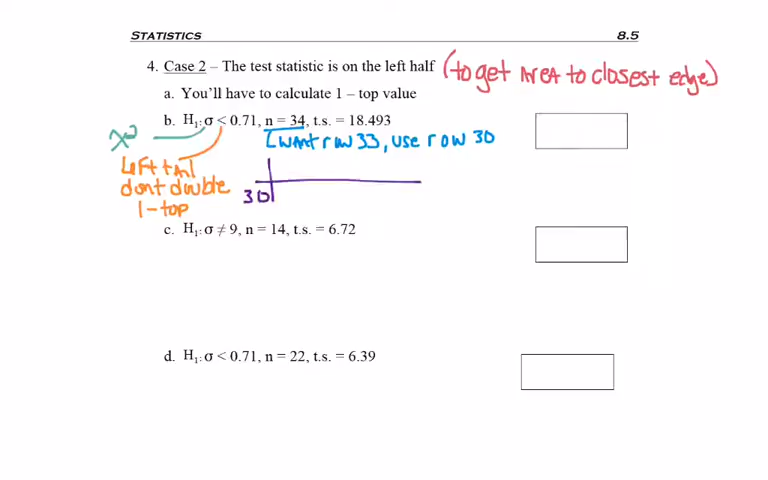 STATISTICS 8.5
4. Case 2 – The test statistic is on the left half (to get area to closest edge)
a. You'll have to calculate 1 – top value
b. H₁: σ < 0.71, n = 34, t.s. = 18.493
[want row 33, use row 30
X²
Left tail
dont double
1-top
30
c. H₁: σ ≠ 9, n = 14, t.s. = 6.72
d. H₁: σ < 0.71, n = 22, t.s. = 6.39